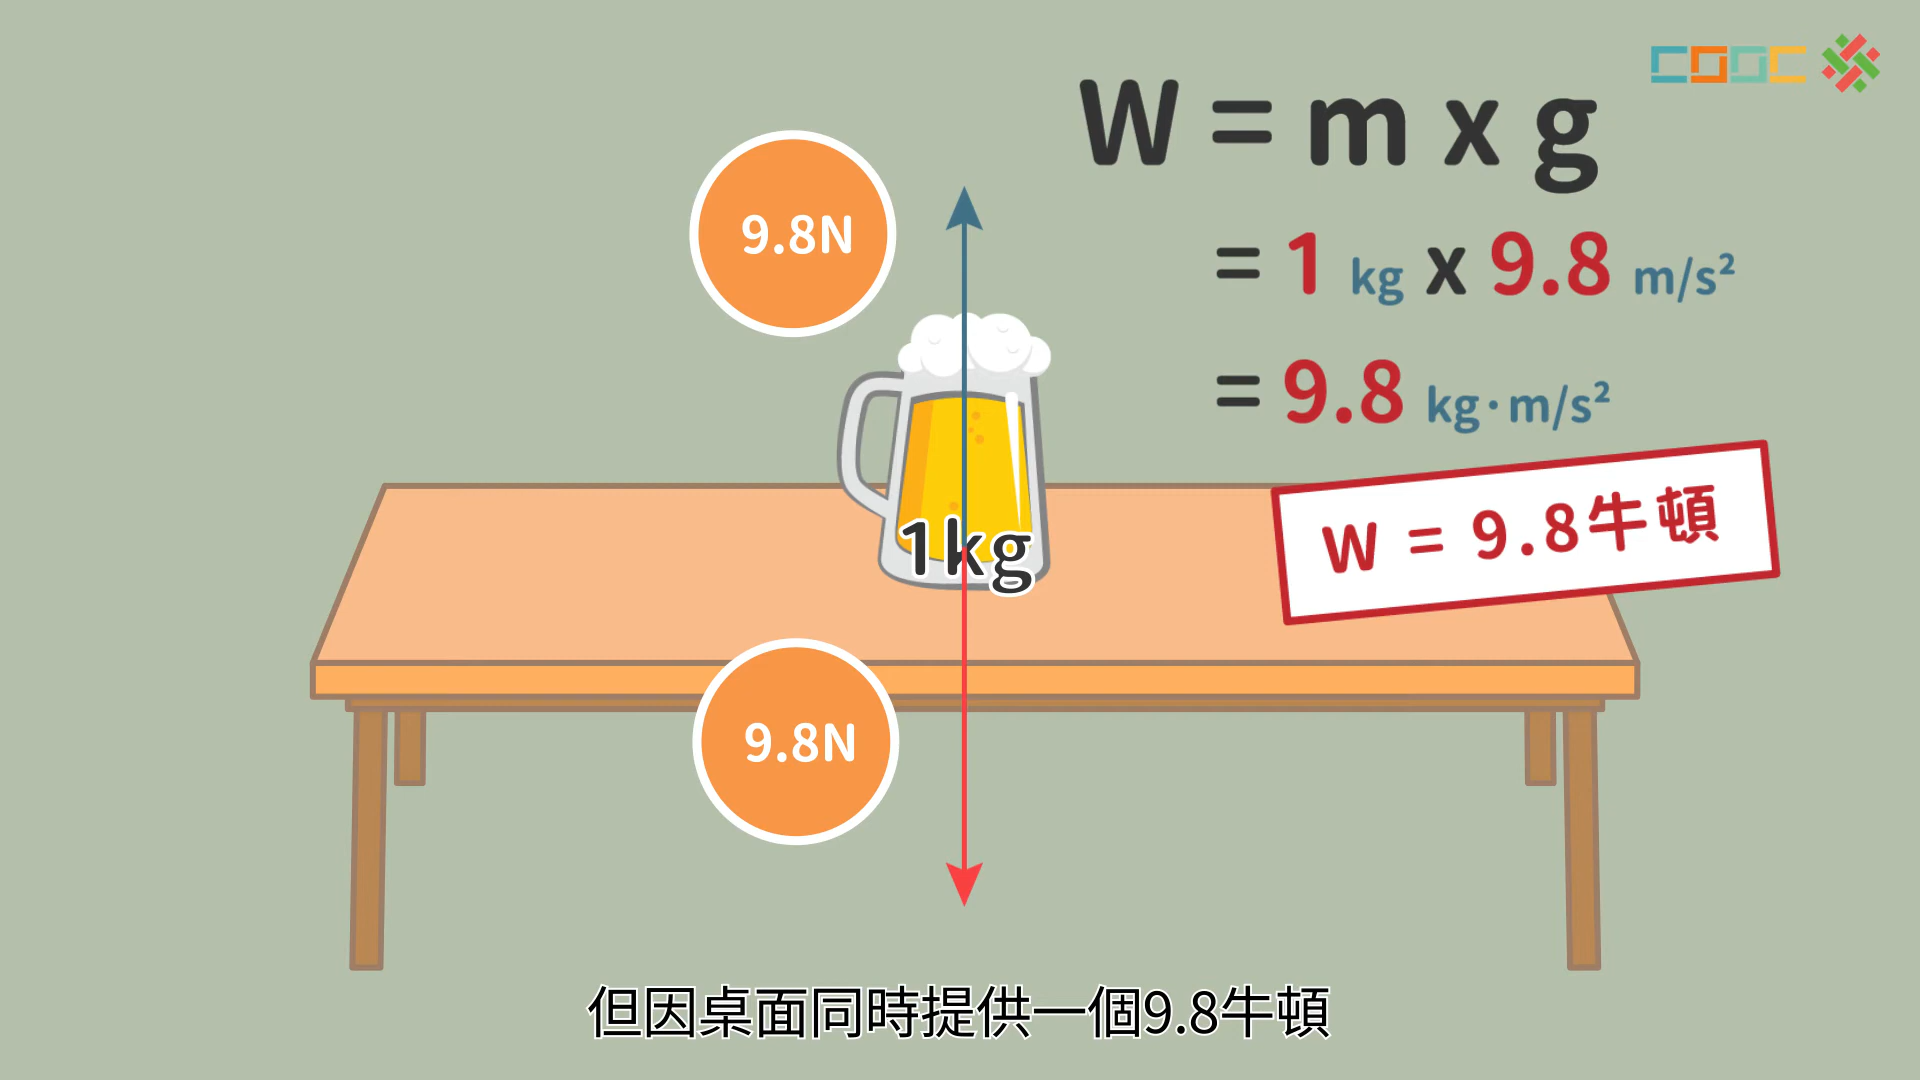 COOC
W = m x g
= 1 kg x 9.8 m/s²
= 9.8 kg·m/s²
W = 9.8牛頓
9.8N
1kg
9.8N
但因桌面同時提供一個9.8牛頓